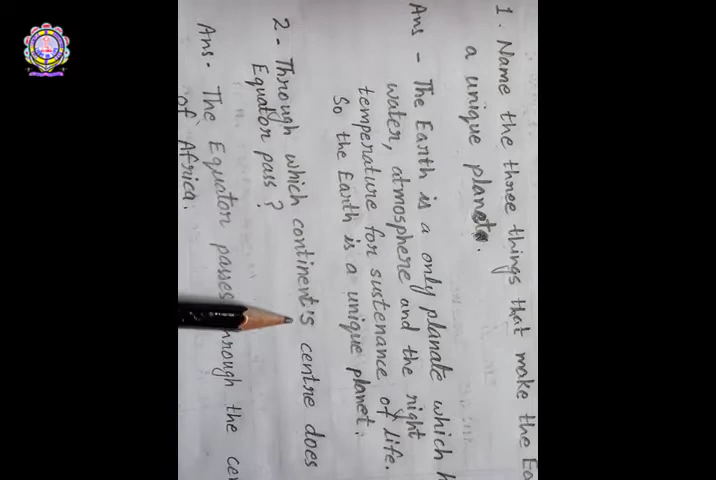 1. Name the three things that make the Ea
a unique planet.
Ans - The Earth is a only planate which h
water, atmosphere and the right
temperature for sustenance of life.
So the Earth is a unique planet.
2 - Through which continent's centre does
Equator pass ?
Ans - The Equator passes through the cen
of Africa.